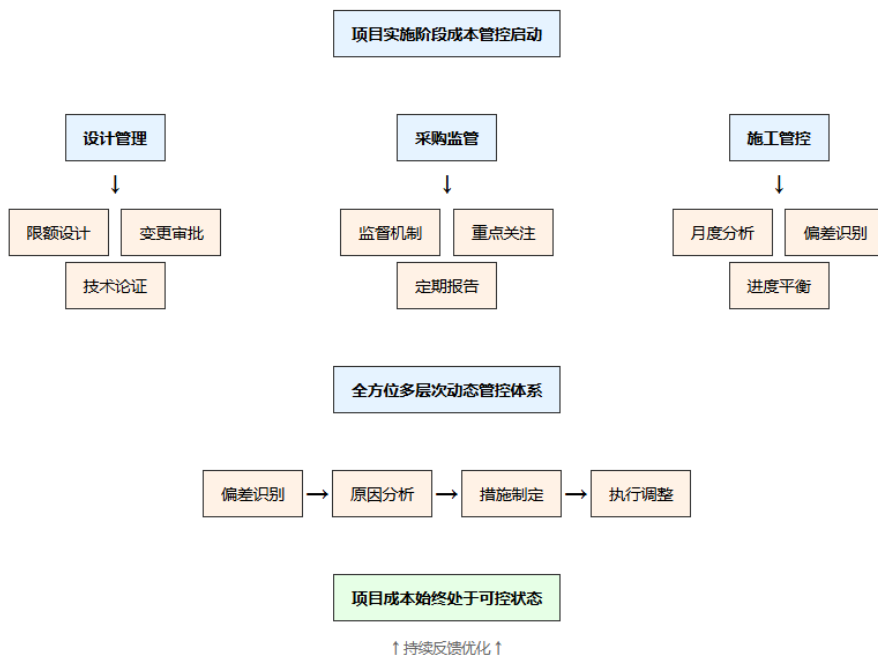 项目实施阶段成本管控启动
设计管理 采购监管 施工管控
↓ ↓ ↓
限额设计 变更审批 监督机制 重点关注 月度分析 偏差识别
技术论证 定期报告 进度平衡
全方位多层次动态管控体系
偏差识别 → 原因分析 → 措施制定 → 执行调整
项目成本始终处于可控状态
↑持续反馈优化↑